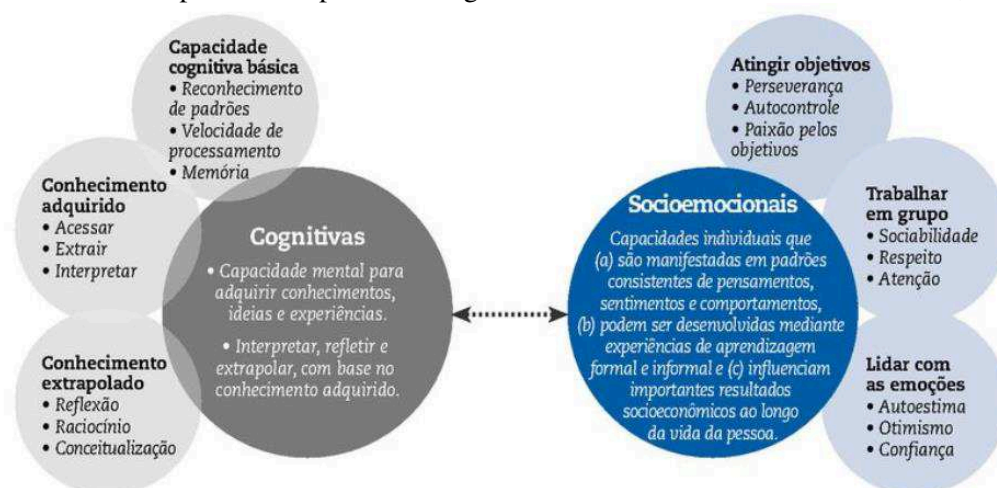 Capacidade
cognitiva básica
• Reconhecimento
de padrões
• Velocidade de
processamento
• Memória
Conhecimento
adquirido
• Acessar
• Extrair
• Interpretar
Conhecimento
extrapolado
• Reflexão
• Raciocínio
• Conceitualização
Cognitivas
• Capacidade mental para
adquirir conhecimentos,
ideias e experiências.
• Interpretar, refletir e
extrapolar, com base no
conhecimento adquirido.
Socioemocionais
Capacidades individuais que
(a) são manifestadas em padrões
consistentes de pensamentos,
sentimentos e comportamentos,
(b) podem ser desenvolvidas mediante
experiências de aprendizagem
formal e informal e (c) influenciam
importantes resultados
socioeconômicos ao longo
da vida da pessoa.
Atingir objetivos
• Perseverança
• Autocontrole
• Paixão pelos
objetivos
Trabalhar
em grupo
• Sociabilidade
• Respeito
• Atenção
Lidar com
as emoções
• Autoestima
• Otimismo
• Confiança